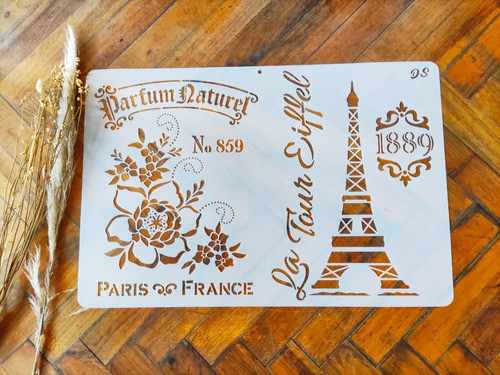 Parfum Naturel
No 859
PARIS FRANCE
La Tour Eiffel
1889
DS